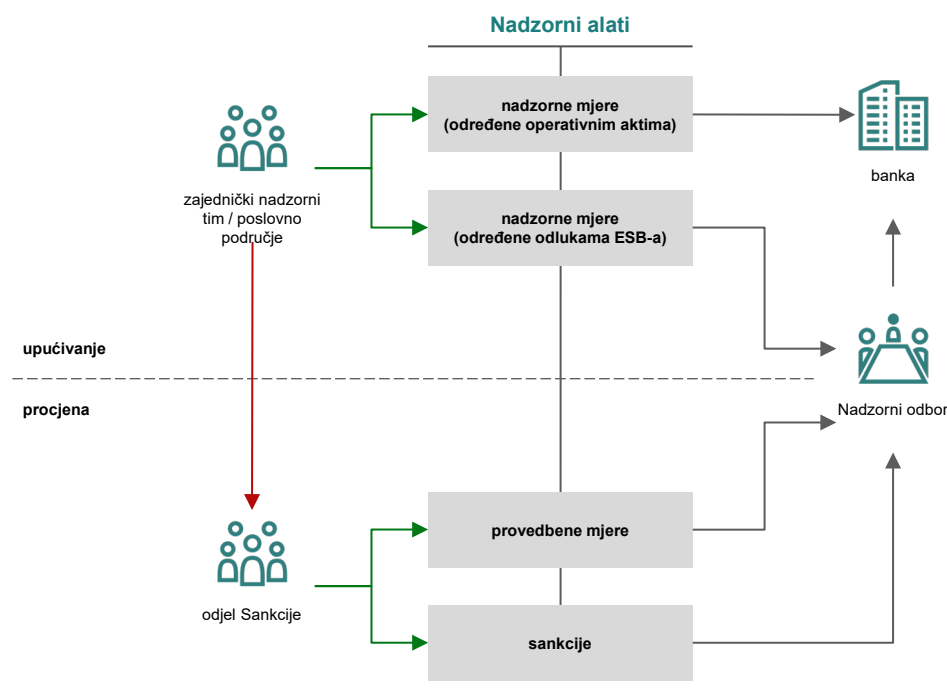 Nadzorni alati
nadzorne mjere
(određene operativnim aktima)
banka
zajednički nadzorni
tim / poslovno
područje
nadzorne mjere
(određene odlukama ESB-a)
upućivanje
procjena
Nadzorni odbor
provedbene mjere
odjel Sankcije
sankcije